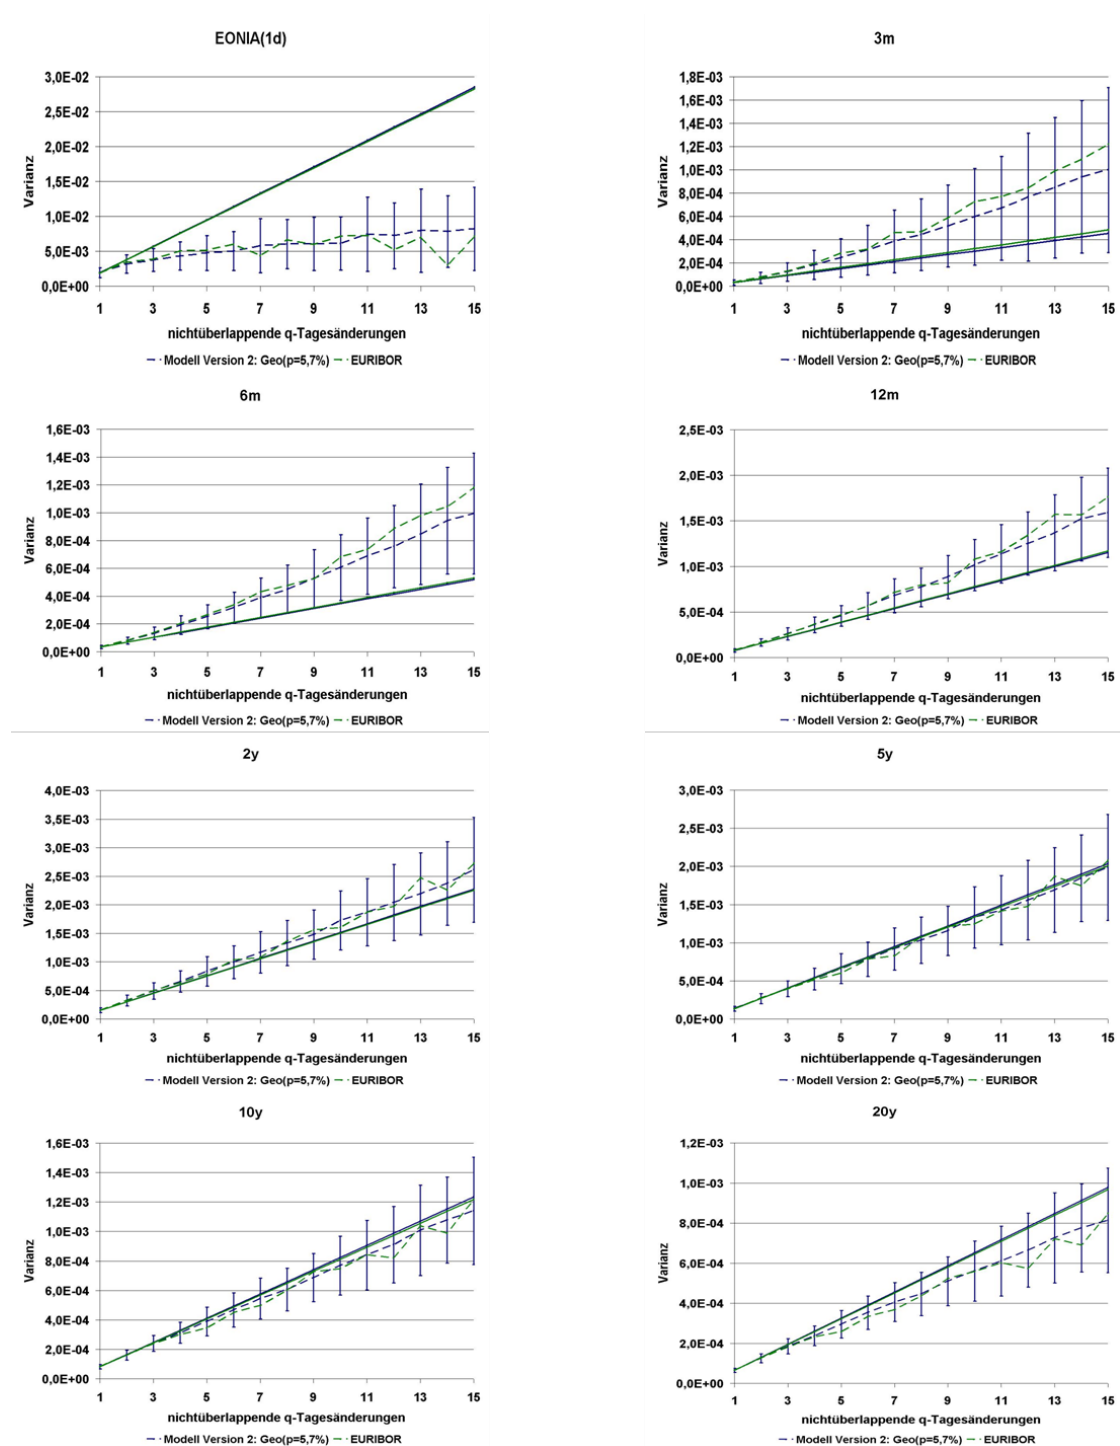 EONIA(1d)
3,0E-02
2,5E-02
2,0E-02
1,5E-02
1,0E-02
5,0E-03
0,0E+00
Varianz
1 3 5 7 9 11 13 15
nichtüberlappende q-Tagesänderungen
Modell Version 2: Geo(p=5,7%) EURIBOR
3m
1,8E-03
1,6E-03
1,4E-03
1,2E-03
1,0E-03
8,0E-04
6,0E-04
4,0E-04
2,0E-04
0,0E+00
Varianz
1 3 5 7 9 11 13 15
nichtüberlappende q-Tagesänderungen
Modell Version 2: Geo(p=5,7%) EURIBOR
6m
1,6E-03
1,4E-03
1,2E-03
1,0E-03
8,0E-04
6,0E-04
4,0E-04
2,0E-04
0,0E+00
Varianz
1 3 5 7 9 11 13 15
nichtüberlappende q-Tagesänderungen
Modell Version 2: Geo(p=5,7%) EURIBOR
12m
2,5E-03
2,0E-03
1,5E-03
1,0E-03
5,0E-04
0,0E+00
Varianz
1 3 5 7 9 11 13 15
nichtüberlappende q-Tagesänderungen
Modell Version 2: Geo(p=5,7%) EURIBOR
2y
4,0E-03
3,5E-03
3,0E-03
2,5E-03
2,0E-03
1,5E-03
1,0E-03
5,0E-04
0,0E+00
Varianz
1 3 5 7 9 11 13 15
nichtüberlappende q-Tagesänderungen
Modell Version 2: Geo(p=5,7%) EURIBOR
5y
3,0E-03
2,5E-03
2,0E-03
1,5E-03
1,0E-03
5,0E-04
0,0E+00
Varianz
1 3 5 7 9 11 13 15
nichtüberlappende q-Tagesänderungen
Modell Version 2: Geo(p=5,7%) EURIBOR
10y
1,6E-03
1,4E-03
1,2E-03
1,0E-03
8,0E-04
6,0E-04
4,0E-04
2,0E-04
0,0E+00
Varianz
1 3 5 7 9 11 13 15
nichtüberlappende q-Tagesänderungen
Modell Version 2: Geo(p=5,7%) EURIBOR
20y
1,2E-03
1,0E-03
8,0E-04
6,0E-04
4,0E-04
2,0E-04
0,0E+00
Varianz
1 3 5 7 9 11 13 15
nichtüberlappende q-Tagesänderungen
Modell Version 2: Geo(p=5,7%) EURIBOR